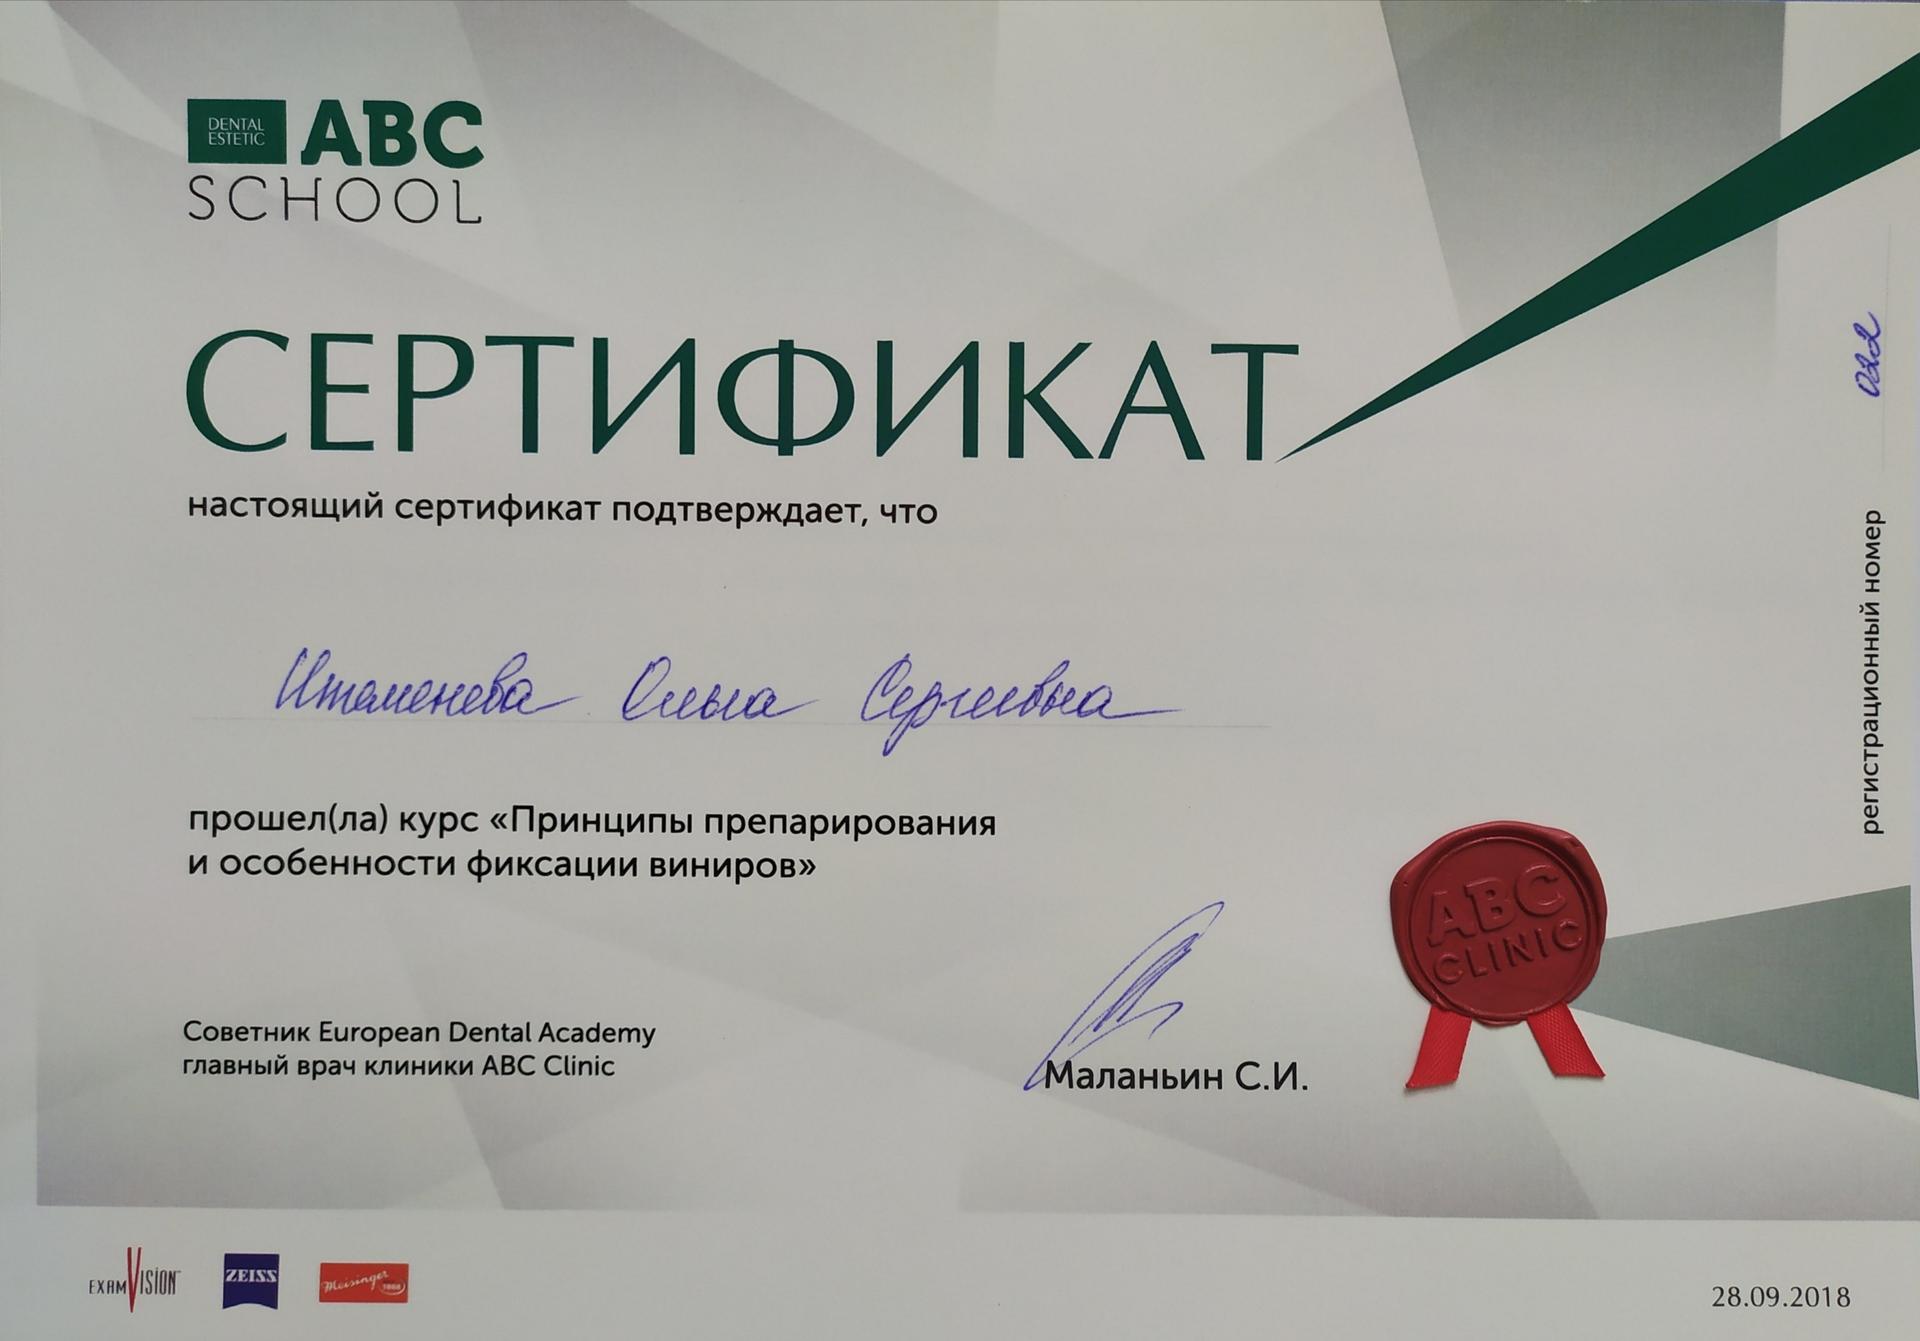 DENTAL
ESTETIC
ABC
SCHOOL
СЕРТИФИКАТ
настоящий сертификат подтверждает, что
Ольга Сергеевна
прошел(ла) курс «Принципы препарирования
и особенности фиксации виниров»
Советник European Dental Academy
главный врач клиники ABC Clinic
Маланьин С.И.
ABC
CLINIC
регистрационный номер
EXAMVISION
ZEISS
Meisinger
1888
28.09.2018